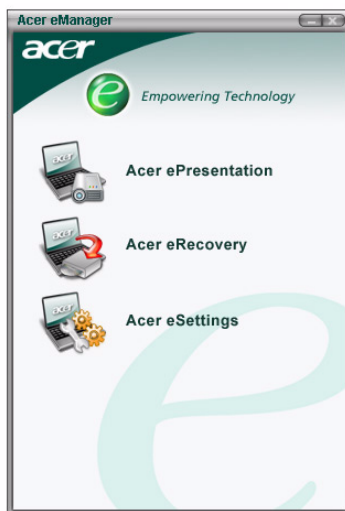 Acer eManager
acer
e Empowering Technology
Acer ePresentation
Acer eRecovery
Acer eSettings